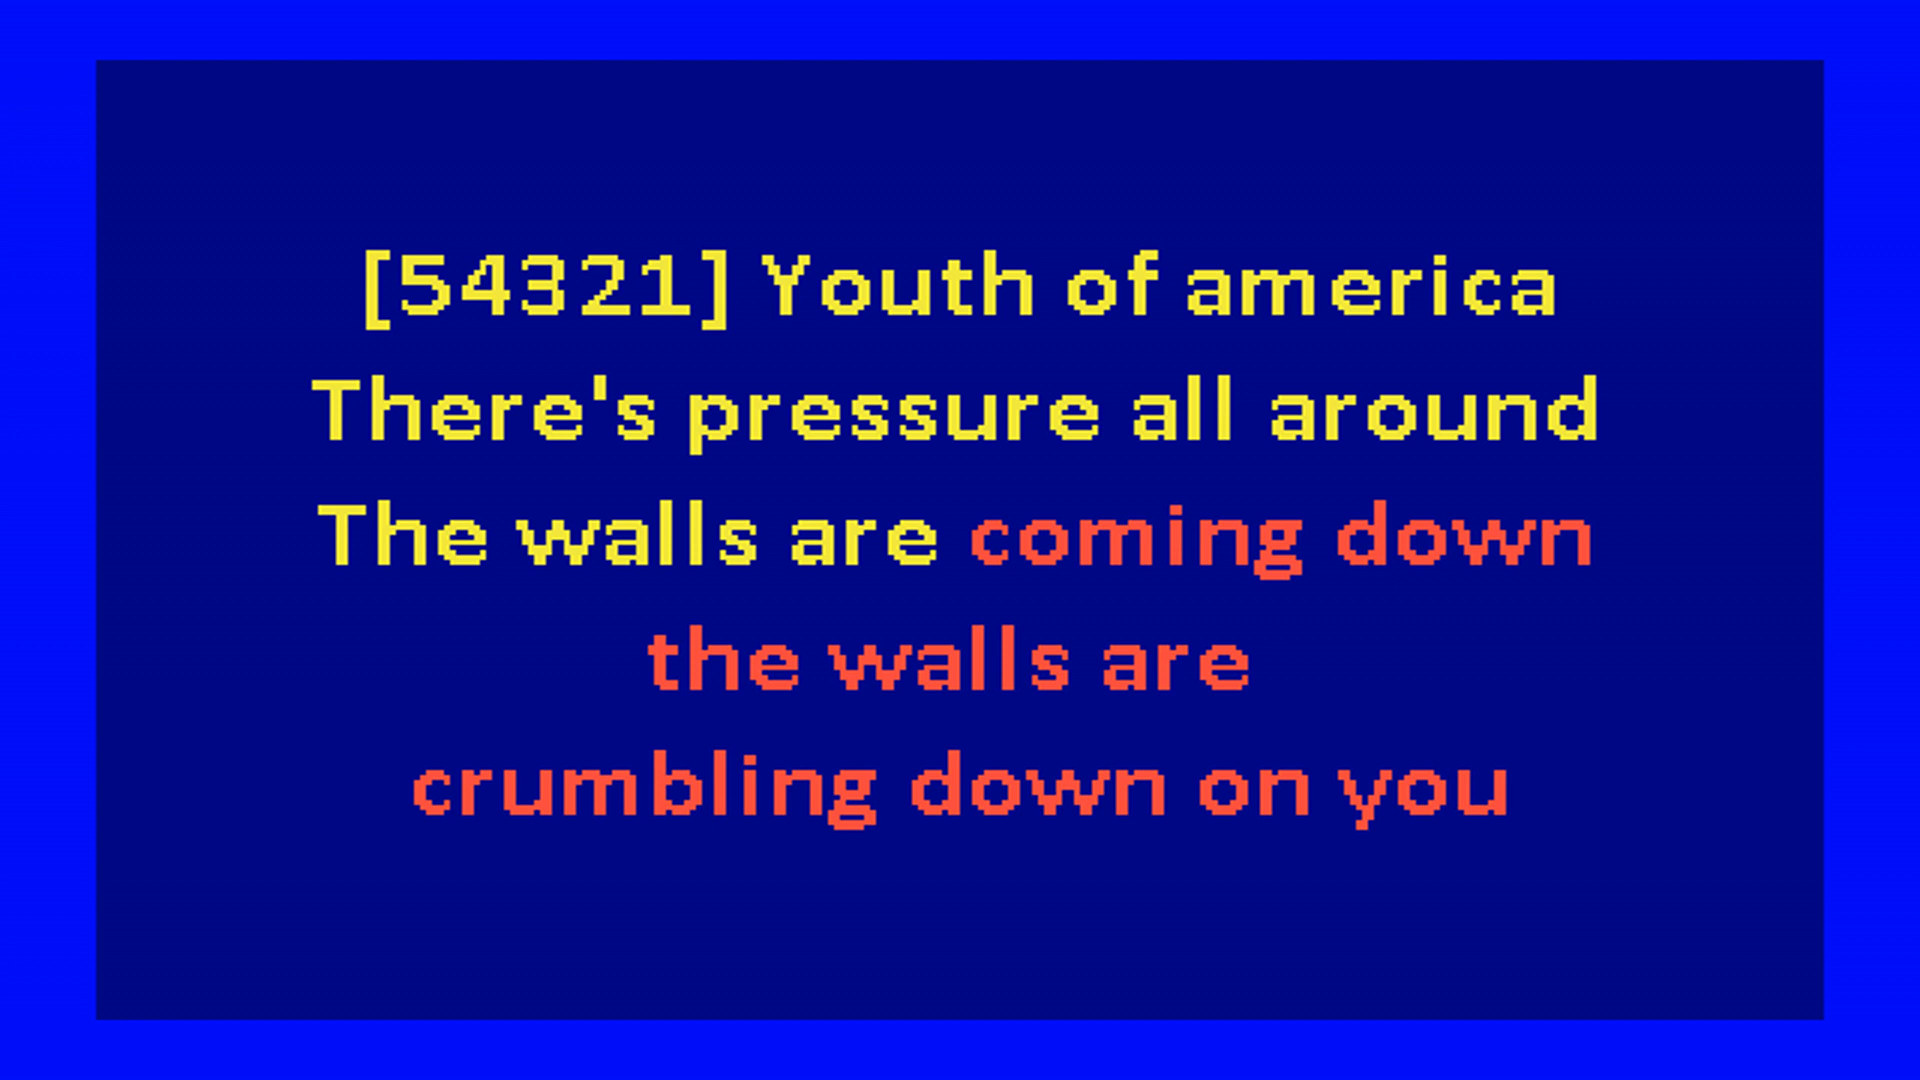 [54321] Youth of america
There's pressure all around
The walls are coming down
the walls are
crumbling down on you